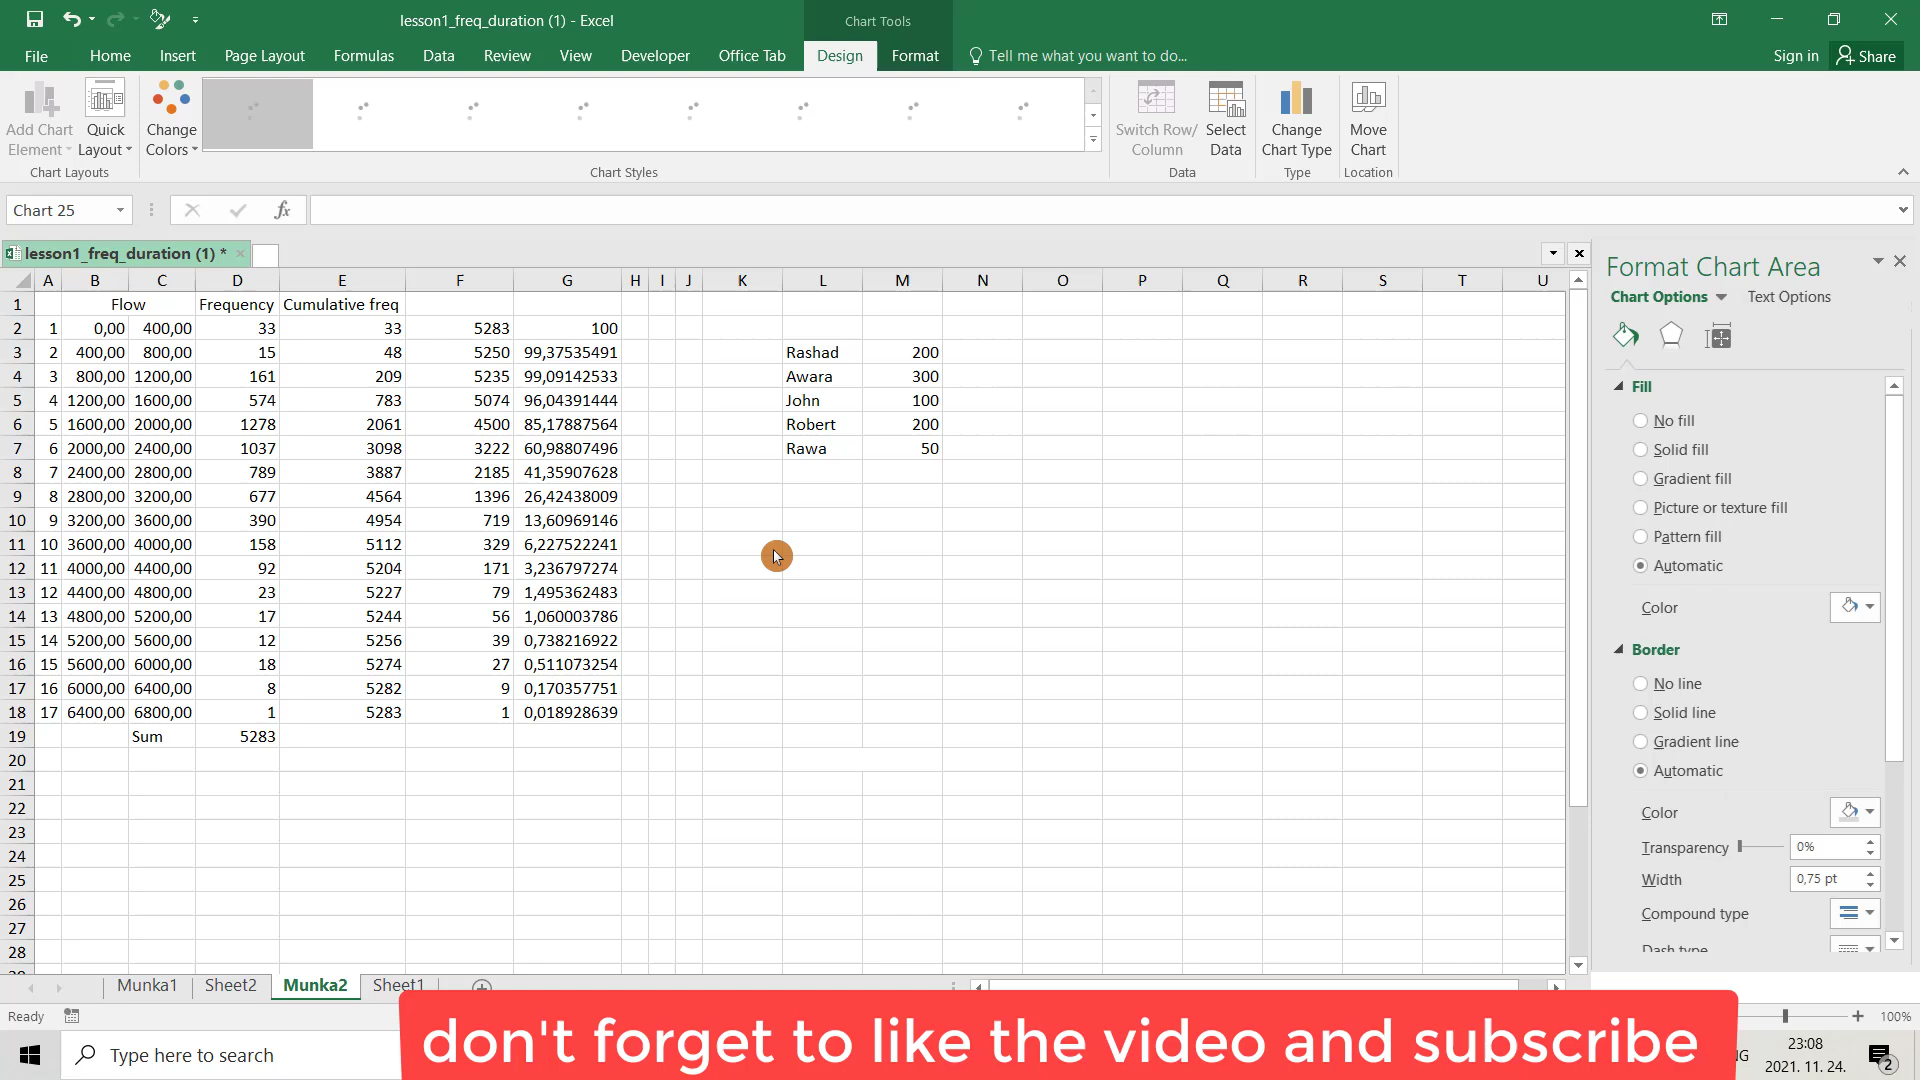 lesson1_freq_duration (1) - Excel
Chart Tools
File Home Insert Page Layout Formulas Data Review View Developer Office Tab Design Format Tell me what you want to do... Sign in Share
Add Chart Element
Quick Layout
Change Colors
Switch Row/ Column
Select Data
Change Chart Type
Move Chart
Chart Layouts Chart Styles Data Type Location
Chart 25
fx
lesson1_freq_duration (1) *
A B C D E F G H I J K L M N O P Q R S T U
1 Flow Frequency Cumulative freq
2 1 0,00 400,00 33 33 5283 100
3 2 400,00 800,00 15 48 5250 99,37535491 Rashad 200
4 3 800,00 1200,00 161 209 5235 99,09142533 Awara 300
5 4 1200,00 1600,00 574 783 5074 96,04391444 John 100
6 5 1600,00 2000,00 1278 2061 4500 85,17887564 Robert 200
7 6 2000,00 2400,00 1037 3098 3222 60,98807496 Rawa 50
8 7 2400,00 2800,00 789 3887 2185 41,35907628
9 8 2800,00 3200,00 677 4564 1396 26,42438009
10 9 3200,00 3600,00 390 4954 719 13,60969146
11 10 3600,00 4000,00 158 5112 329 6,227522241
12 11 4000,00 4400,00 92 5204 171 3,236797274
13 12 4400,00 4800,00 23 5227 79 1,495362483
14 13 4800,00 5200,00 17 5244 56 1,060003786
15 14 5200,00 5600,00 12 5256 39 0,738216922
16 15 5600,00 6000,00 18 5274 27 0,511073254
17 16 6000,00 6400,00 8 5282 9 0,170357751
18 17 6400,00 6800,00 1 5283 1 0,018928639
19 Sum 5283
20
21
22
23
24
25
26
27
28
Format Chart Area
Chart Options Text Options
Fill
No fill
Solid fill
Gradient fill
Picture or texture fill
Pattern fill
Automatic
Color
Border
No line
Solid line
Gradient line
Automatic
Color
Transparency 0%
Width 0,75 pt
Compound type
Dash type
Munka1 Sheet2 Munka2 Sheet1
Ready
100%
don't forget to like the video and subscribe
Type here to search
23:08
2021. 11. 24.
2